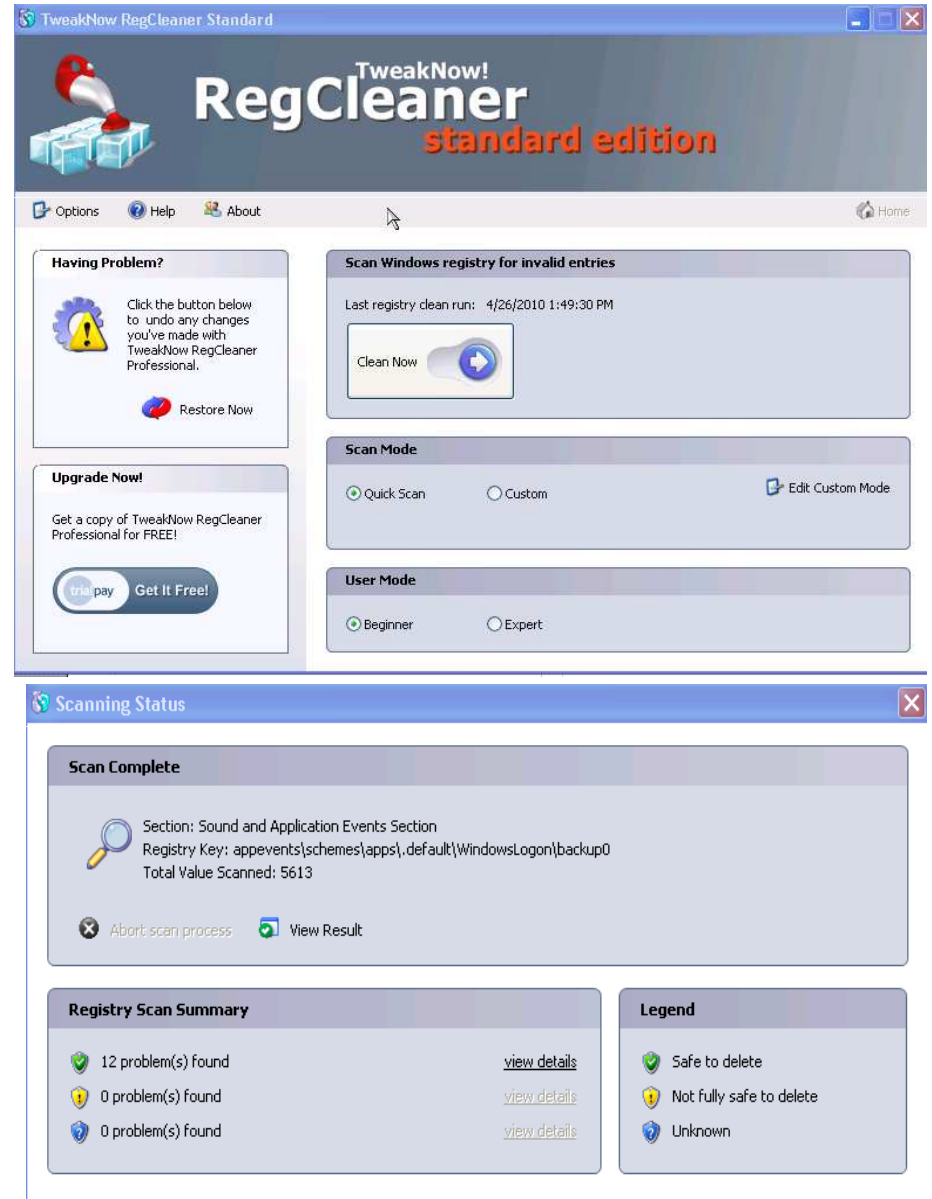 TweakNow RegCleaner Standard
TweakNow!
RegCleaner
standard edition
Options Help About Home
Having Problem?
Click the button below
to undo any changes
you've made with
TweakNow RegCleaner
Professional.
Restore Now
Upgrade Now!
Get a copy of TweakNow RegCleaner
Professional for FREE!
trialpay Get It Free!
Scan Windows registry for invalid entries
Last registry clean run: 4/26/2010 1:49:30 PM
Clean Now
Scan Mode
Quick Scan Custom Edit Custom Mode
User Mode
Beginner Expert
Scanning Status
Scan Complete
Section: Sound and Application Events Section
Registry Key: appevents\schemes\apps\.default\WindowsLogon\backup0
Total Value Scanned: 5613
Abort scan process View Result
Registry Scan Summary
12 problem(s) found view details
0 problem(s) found view details
0 problem(s) found view details
Legend
Safe to delete
Not fully safe to delete
Unknown